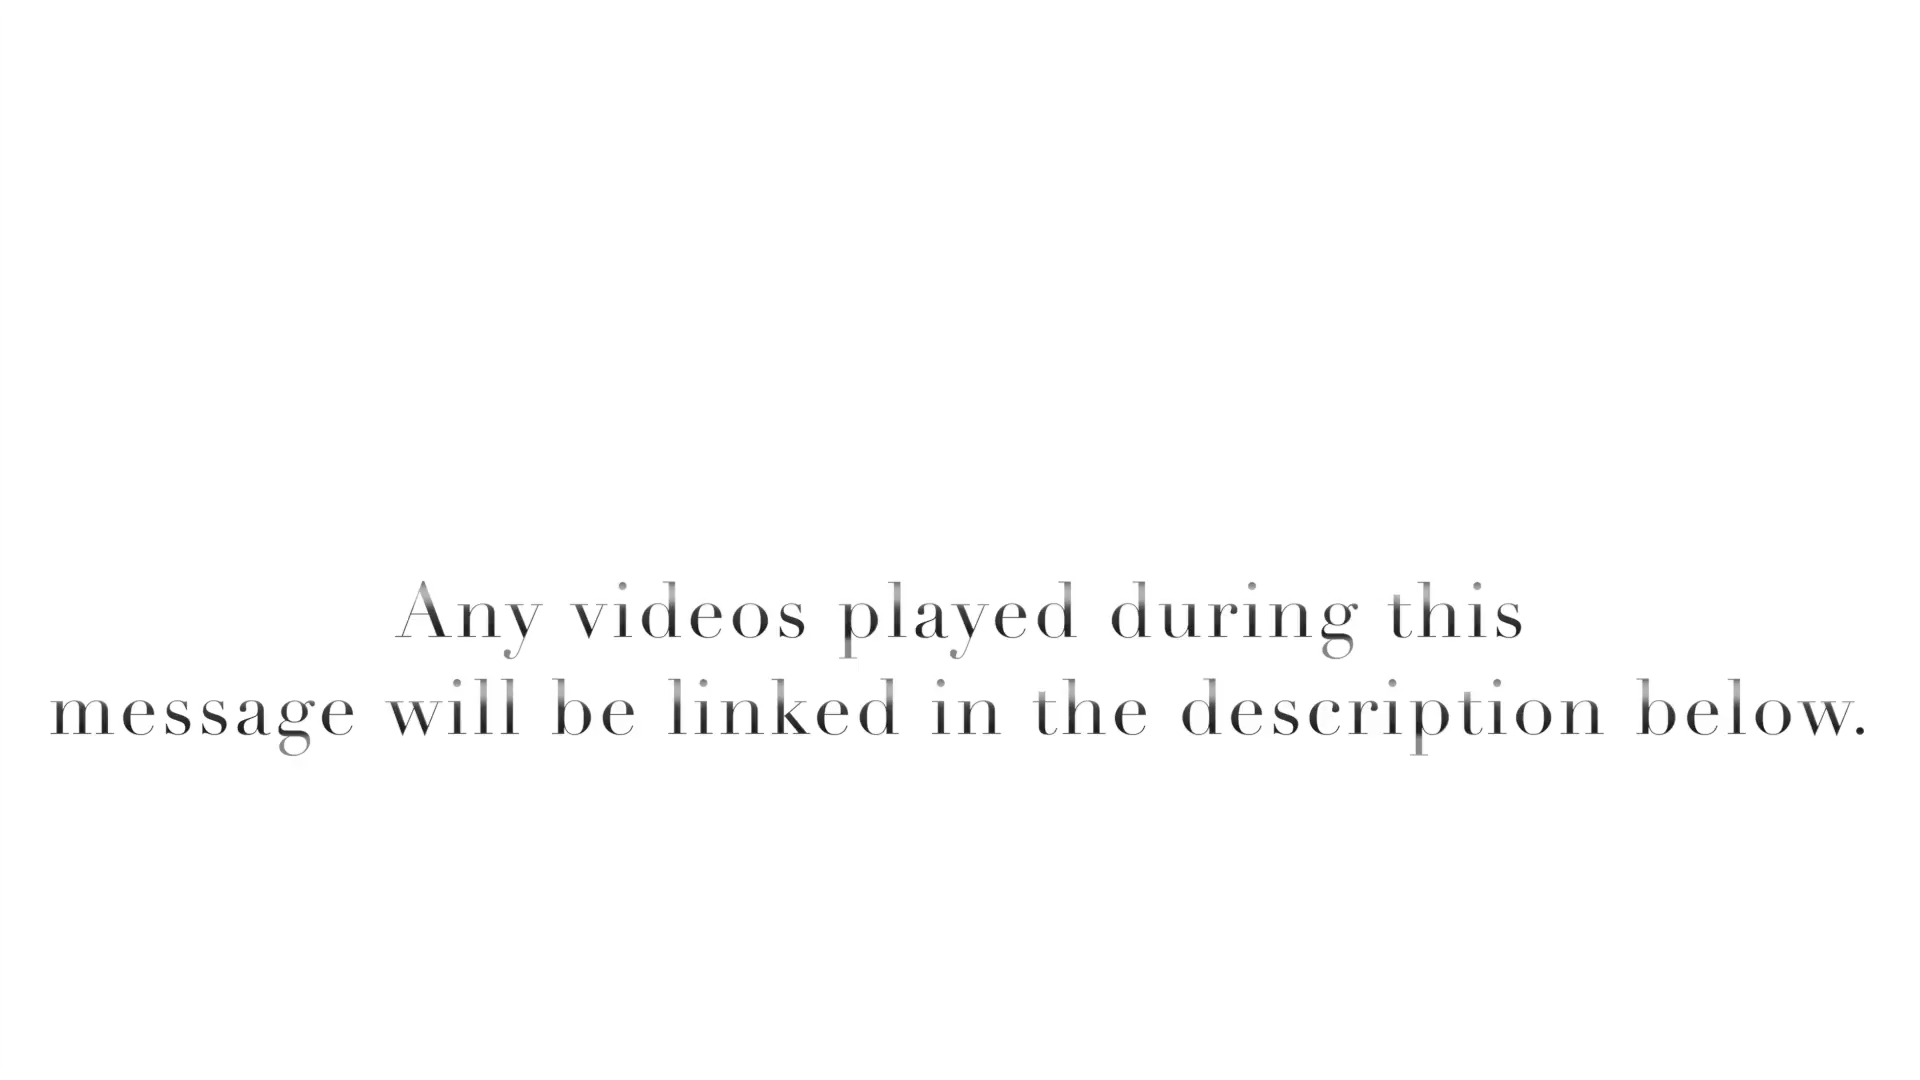 Any videos played during this
message will be linked in the description below.